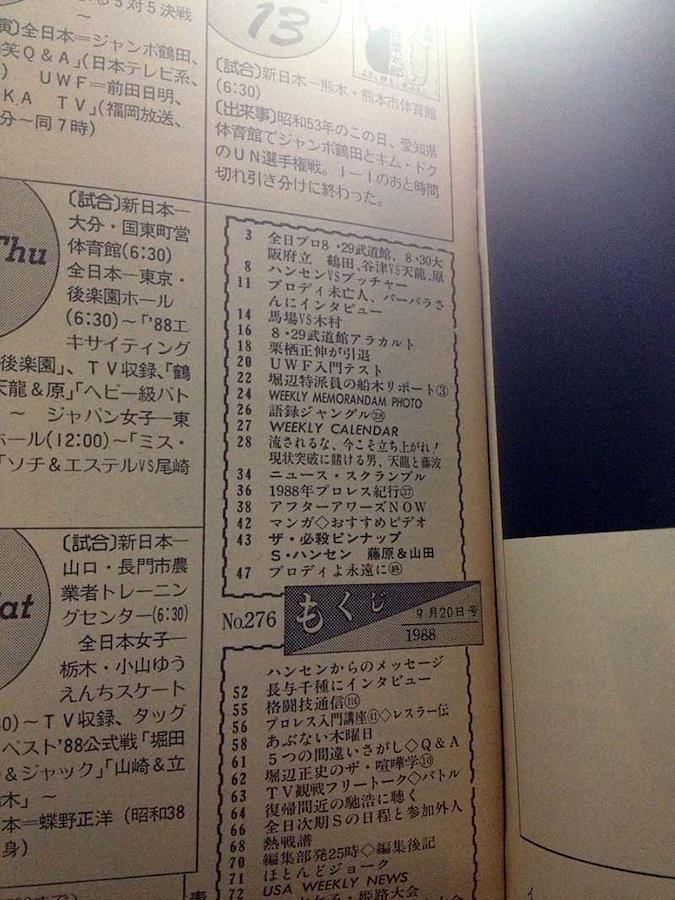 る5対5決戦
演〕全日本=ジャンボ鶴田、
笑Q&A」(日本テレビ系、
) UWF=前田日明、
KA TV」(福岡放送、
分〜同7時)
13
〔試合〕新日本―熊本・熊本市体育館
(6:30)
〔出来事〕昭和53年のこの日、愛知県
体育館でジャンボ鶴田とキム・ドク
のUN選手権戦。1―1のあと時間
切れ引き分けに終わった。
Thu
〔試合〕新日本―
大分・国東町営
体育館(6:30)
全日本―東京・
後楽園ホール
(6:30)〜「'88エ
キサイティング
後楽園」、TV収録、「鶴
天龍&原」「ヘビー級バト
〜 ジャパン女子―東
ホール(12:00)〜「ミス・
「ソチ&エステルVS尾崎
at
〔試合〕新日本―
山口・長門市農
業者トレーニン
グセンター(6:30)
全日本女子―
栃木・小山ゆう
えんちスケート
30)〜TV収録、タッグ
ベスト'88公式戦「堀田
&ジャック」「山崎&立
木」〜
本=蝶野正洋(昭和38
身)
3 全日プロ8・29武道館、8・30大
阪府立 鶴田、谷津VS天龍、原
8 ハンセンVSブッチャー
11 ブロディ未亡人、バーバラさ
んにインタビュー
14 馬場VS木村
16 8・29武道館アラカルト
18 栗栖正伸が引退
20 UWF入門テスト
22 堀辺特派員の船木リポート③
24 WEEKLY MEMORANDAM PHOTO
26 語録ジャングル㉘
27 WEEKLY CALENDAR
28 流されるな、今こそ立ち上がれ!
現状突破に賭ける男、天龍と藤波
34 ニュース・スクランブル
36 1988年プロレス紀行㊲
38 アフターアワーズNOW
42 マンガ◇おすすめビデオ
43 ザ・必殺ピンナップ
S・ハンセン 藤原&山田
47 ブロディよ永遠に㊡
No.276 もくじ 9月20日号
1988
ハンセンからのメッセージ
52 長与千種にインタビュー
55 格闘技通信(114)
56 プロレス入門講座㊶◇レスラー伝
58 あぶない木曜日
61 5つの間違いさがし◇Q&A
62 堀辺正史のザ・喧嘩学⑩
63 TV観戦フリートーク◇バトル
64 復帰間近の馳浩に聴く
66 全日次期Sの日程と参加外人
68 熱戦譜
70 編集部発25時◇編集後記
71 ほとんどジョーク
72 USA WEEKLY NEWS
女子・姫路大会